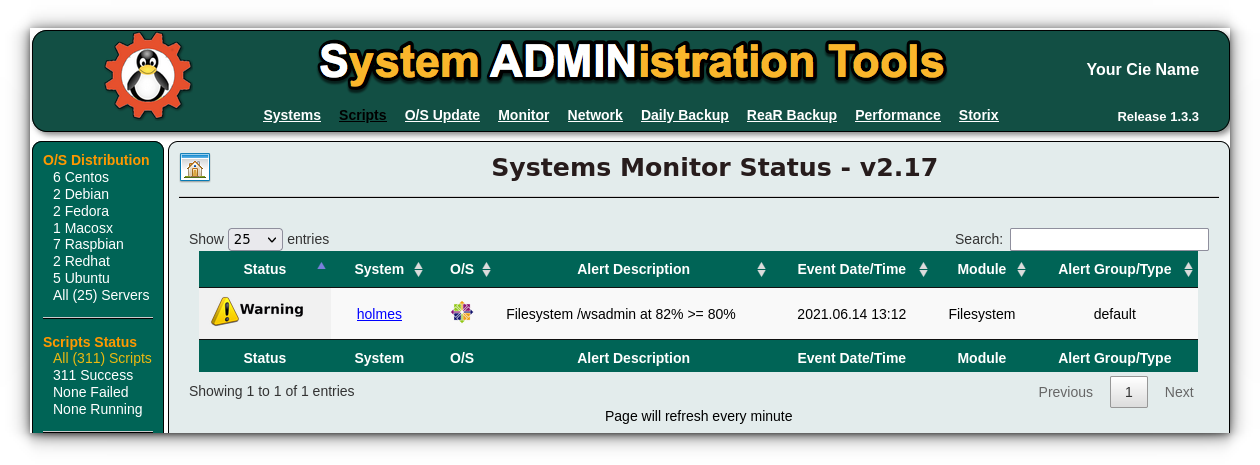 System ADMINistration Tools
Your Cie Name
Systems Scripts O/S Update Monitor Network Daily Backup ReaR Backup Performance Storix
Release 1.3.3
O/S Distribution
6 Centos
2 Debian
2 Fedora
1 Macosx
7 Raspbian
2 Redhat
5 Ubuntu
All (25) Servers
Scripts Status
All (311) Scripts
311 Success
None Failed
None Running
Systems Monitor Status - v2.17
Show 25 entries
Search:
Status System O/S Alert Description Event Date/Time Module Alert Group/Type
Warning holmes Filesystem /wsadmin at 82% >= 80% 2021.06.14 13:12 Filesystem default
Status System O/S Alert Description Event Date/Time Module Alert Group/Type
Showing 1 to 1 of 1 entries
Previous 1 Next
Page will refresh every minute